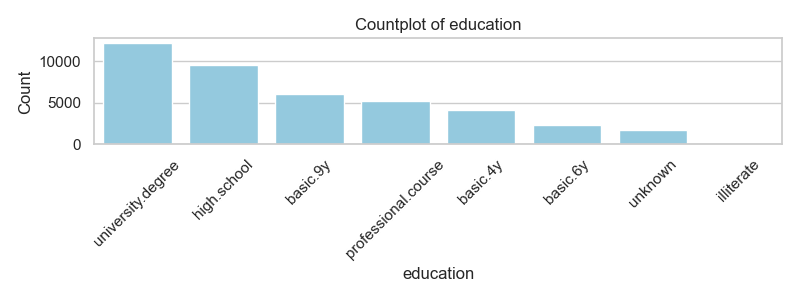 Countplot of education
Count
10000
5000
0
university.degree
high.school
basic.9y
professional.course
basic.4y
basic.6y
unknown
illiterate
education